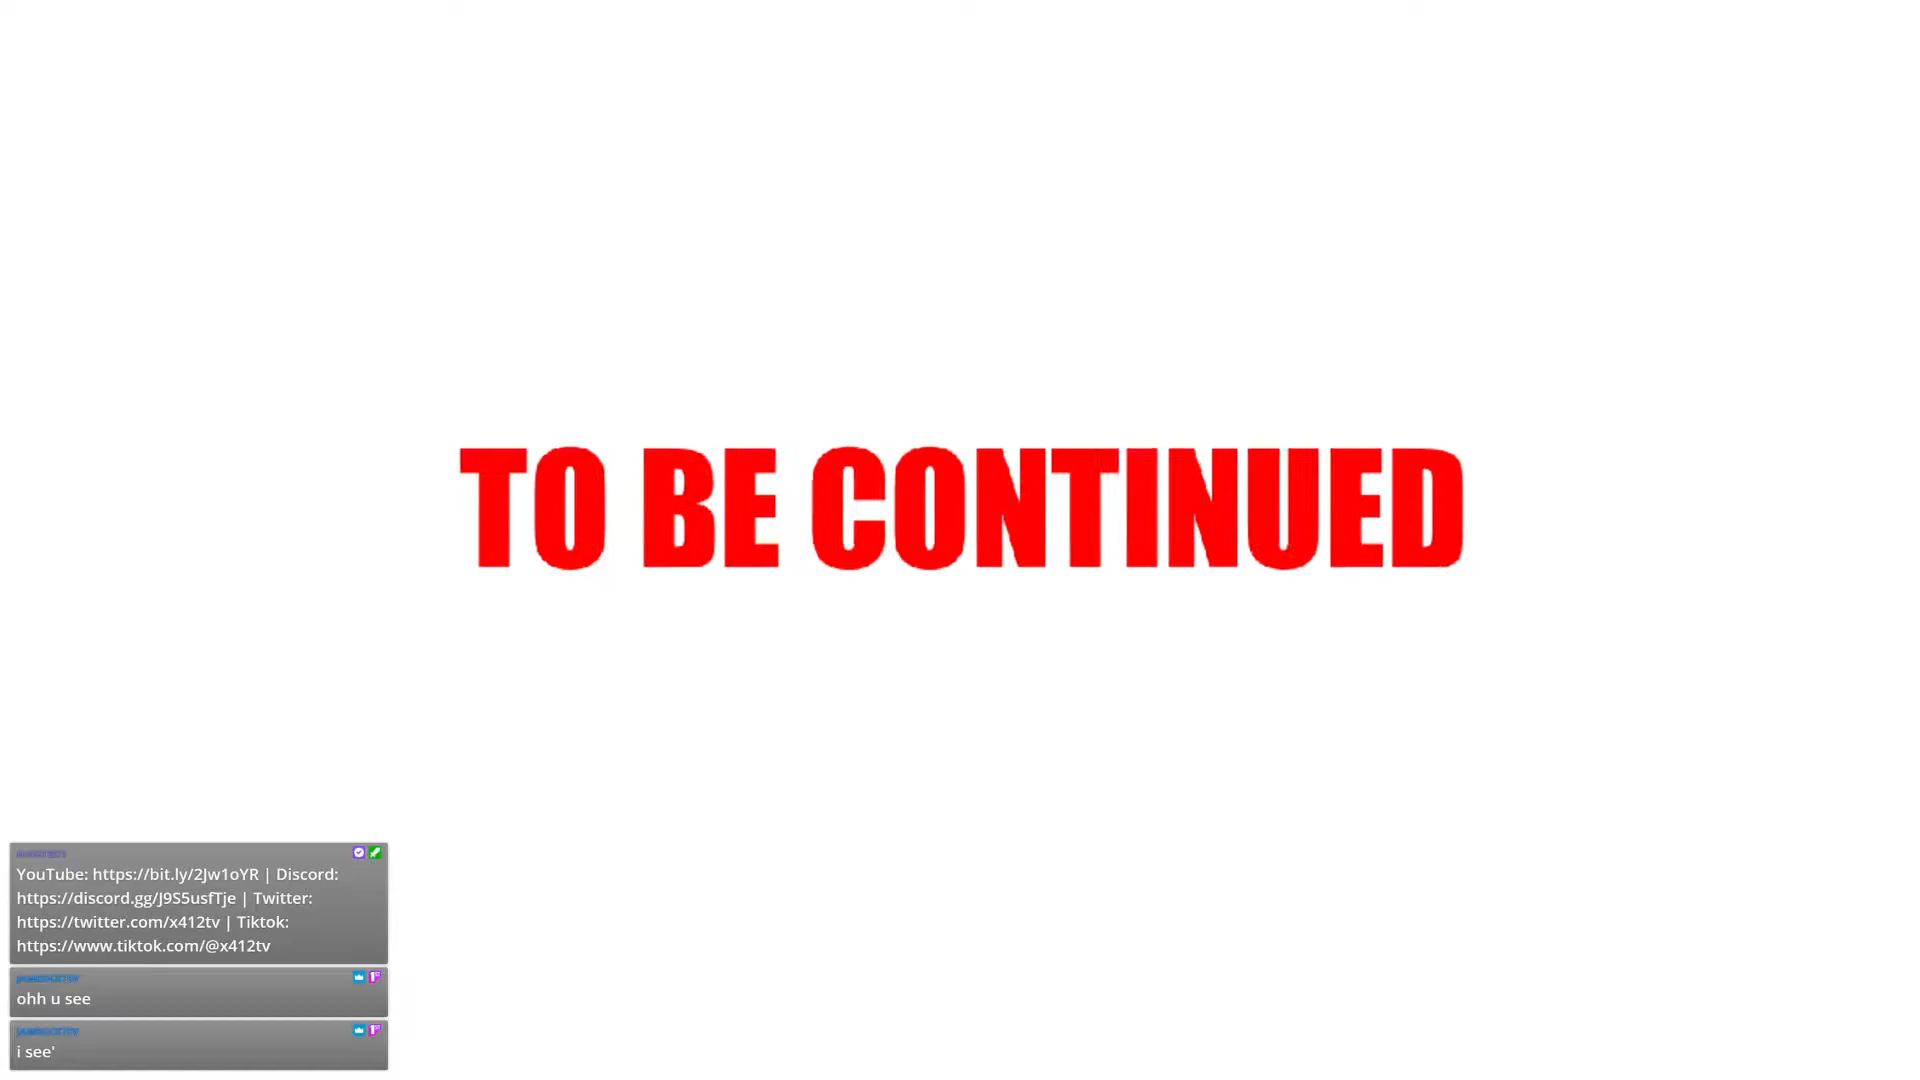 TO BE CONTINUED
YouTube: https://bit.ly/2Jw1oYR | Discord:
https://discord.gg/J9S5usfTje | Twitter:
https://twitter.com/x412tv | Tiktok:
https://www.tiktok.com/@x412tv
ohh u see
i see'